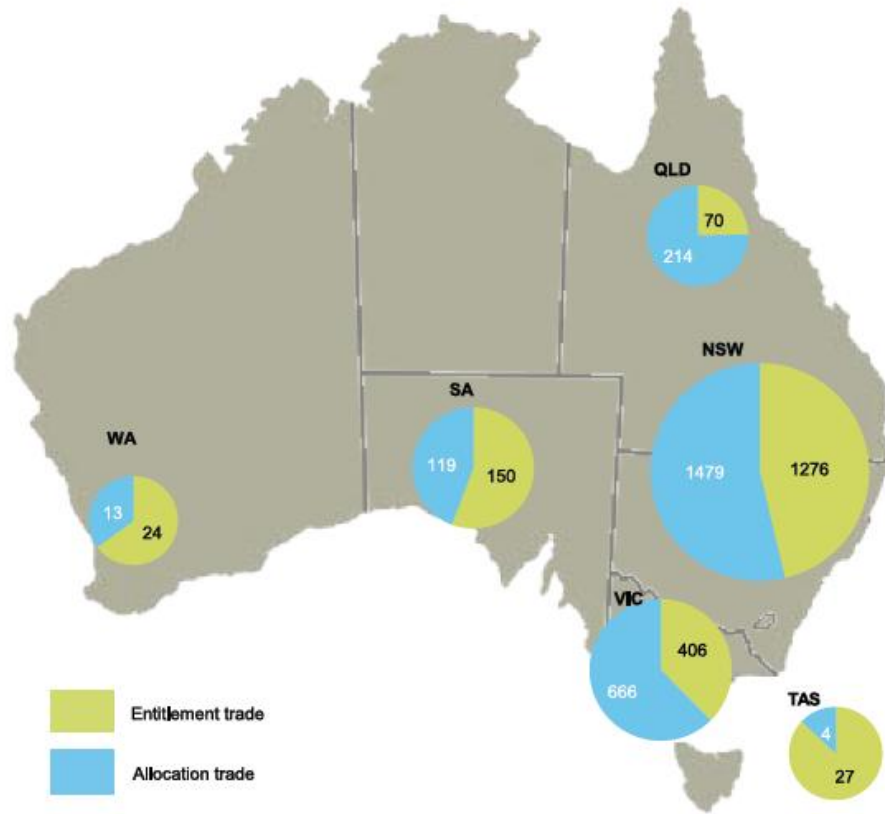 QLD
70
214
NSW
1479
1276
SA
119
150
WA
13
24
VIC
406
666
TAS
4
27
Entitlement trade
Allocation trade